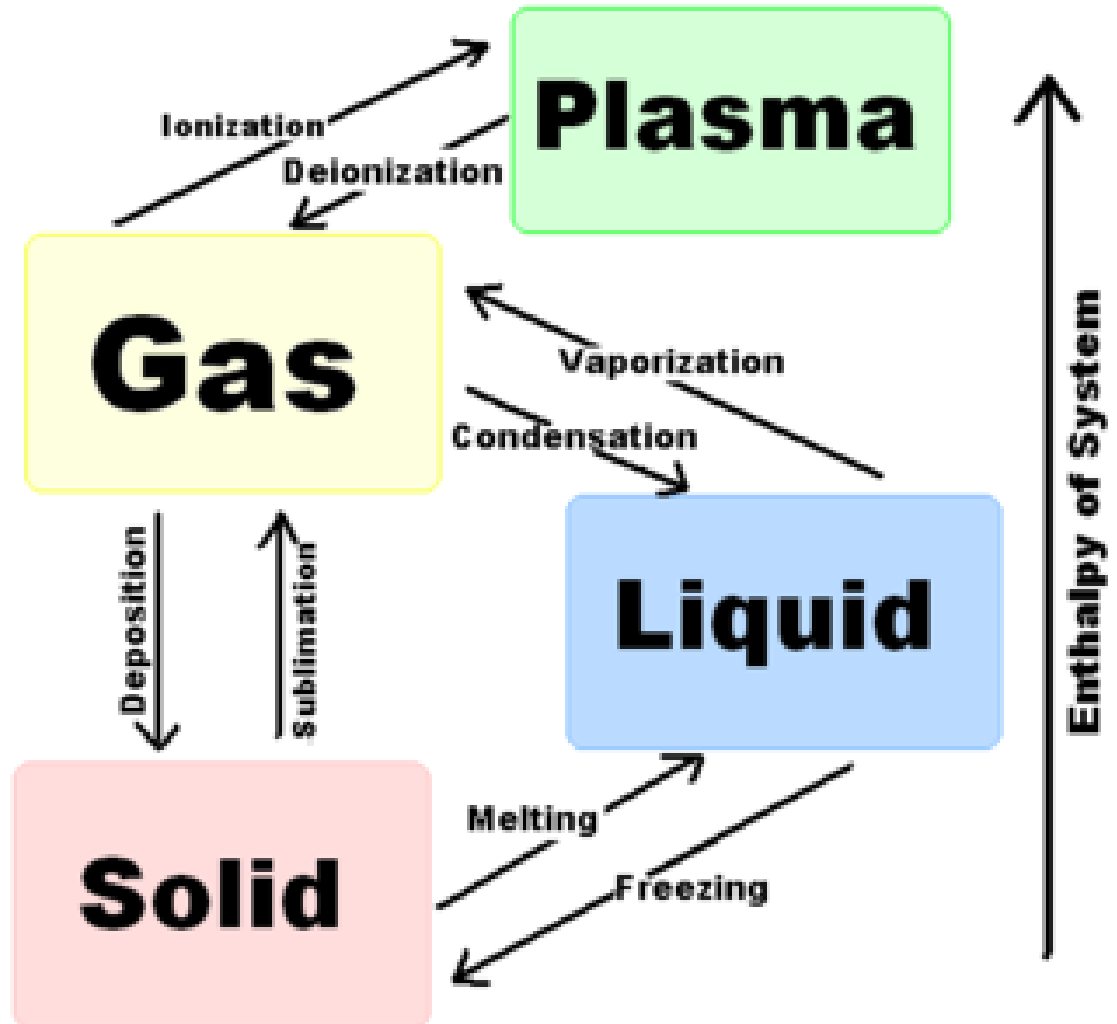 Plasma
Ionization
Deionization
Gas
Vaporization
Condensation
Enthalpy of System
Deposition
Sublimation
Liquid
Melting
Solid
Freezing